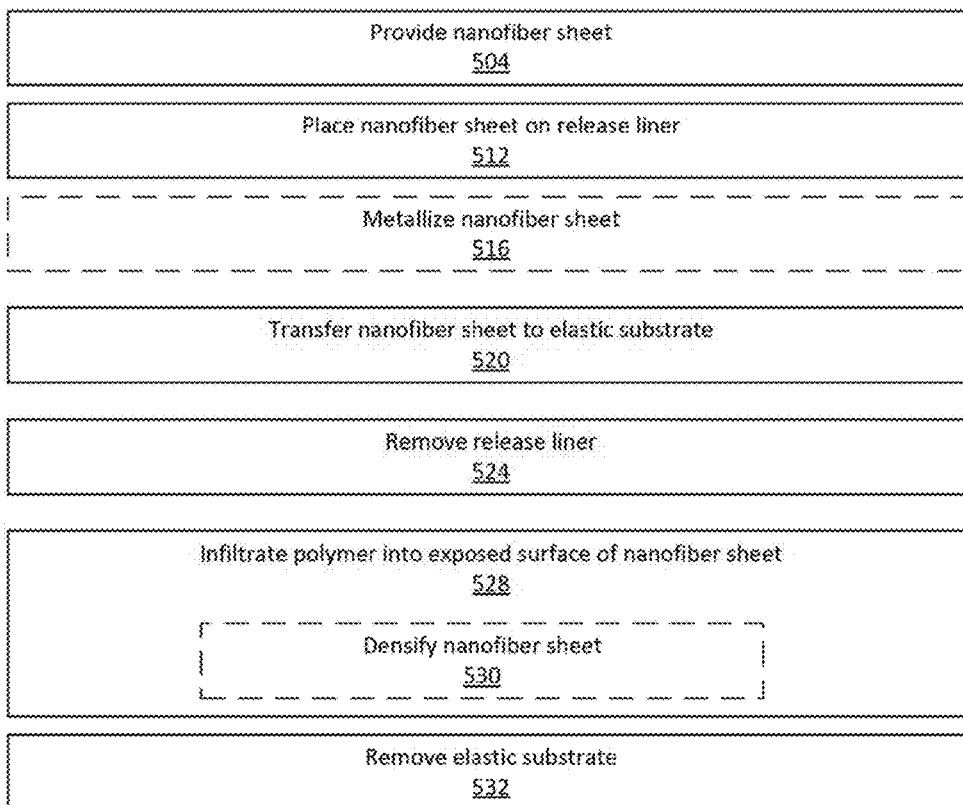 Provide nanofiber sheet
504
Place nanofiber sheet on release liner
512
Metallize nanofiber sheet
516
Transfer nanofiber sheet to elastic substrate
520
Remove release liner
524
Infiltrate polymer into exposed surface of nanofiber sheet
528
Densify nanofiber sheet
530
Remove elastic substrate
532